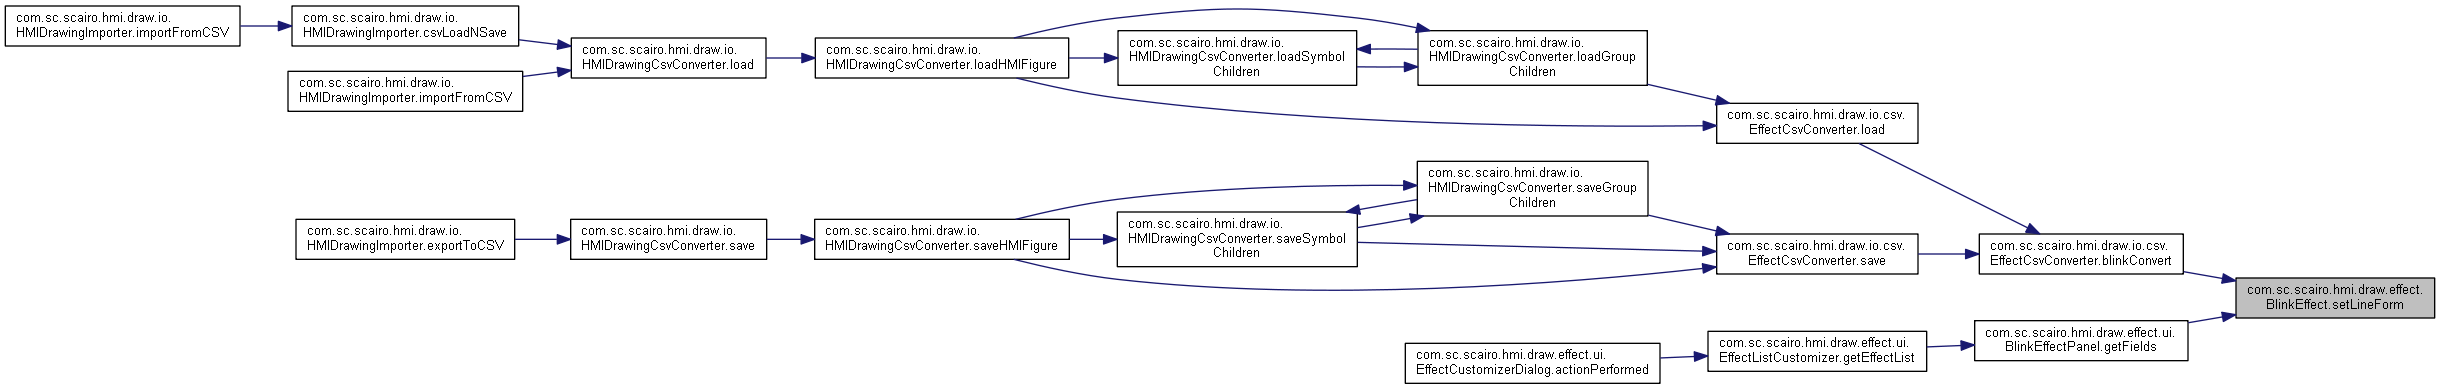 com.sc.scairo.hmi.draw.io.
HMIDrawingImporter.importFromCSV
com.sc.scairo.hmi.draw.io.
HMIDrawingImporter.csvLoadNSave
com.sc.scairo.hmi.draw.io.
HMIDrawingImporter.importFromCSV
com.sc.scairo.hmi.draw.io.
HMIDrawingCsvConverter.load
com.sc.scairo.hmi.draw.io.
HMIDrawingCsvConverter.loadHMIFigure
com.sc.scairo.hmi.draw.io.
HMIDrawingCsvConverter.loadSymbol
Children
com.sc.scairo.hmi.draw.io.
HMIDrawingCsvConverter.loadGroup
Children
com.sc.scairo.hmi.draw.io.csv.
EffectCsvConverter.load
com.sc.scairo.hmi.draw.io.
HMIDrawingImporter.exportToCSV
com.sc.scairo.hmi.draw.io.
HMIDrawingCsvConverter.save
com.sc.scairo.hmi.draw.io.
HMIDrawingCsvConverter.saveHMIFigure
com.sc.scairo.hmi.draw.io.
HMIDrawingCsvConverter.saveSymbol
Children
com.sc.scairo.hmi.draw.io.
HMIDrawingCsvConverter.saveGroup
Children
com.sc.scairo.hmi.draw.io.csv.
EffectCsvConverter.save
com.sc.scairo.hmi.draw.io.csv.
EffectCsvConverter.blinkConvert
com.sc.scairo.hmi.draw.effect.
BlinkEffect.setLineForm
com.sc.scairo.hmi.draw.effect.ui.
BlinkEffectPanel.getFields
com.sc.scairo.hmi.draw.effect.ui.
EffectListCustomizer.getEffectList
com.sc.scairo.hmi.draw.effect.ui.
EffectCustomizerDialog.actionPerformed